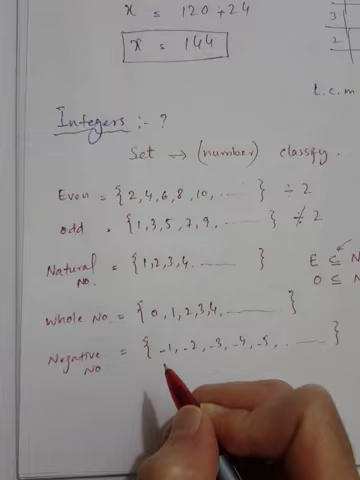 x = 120 + 24
x = 144
3
2
L.c.m
Integers :- ?
Set → (number) classify.
Even = { 2, 4, 6, 8, 10, ...... } ÷ 2
odd = { 1, 3, 5, 7, 9, ........ } ≠ 2
Natural No. = { 1, 2, 3, 4. ........ }
E ⊆ N
O ⊆ N
Whole No. = { 0, 1, 2, 3, 4, ........ }
Negative No = { -1, -2, -3, -4, -5, ........ }